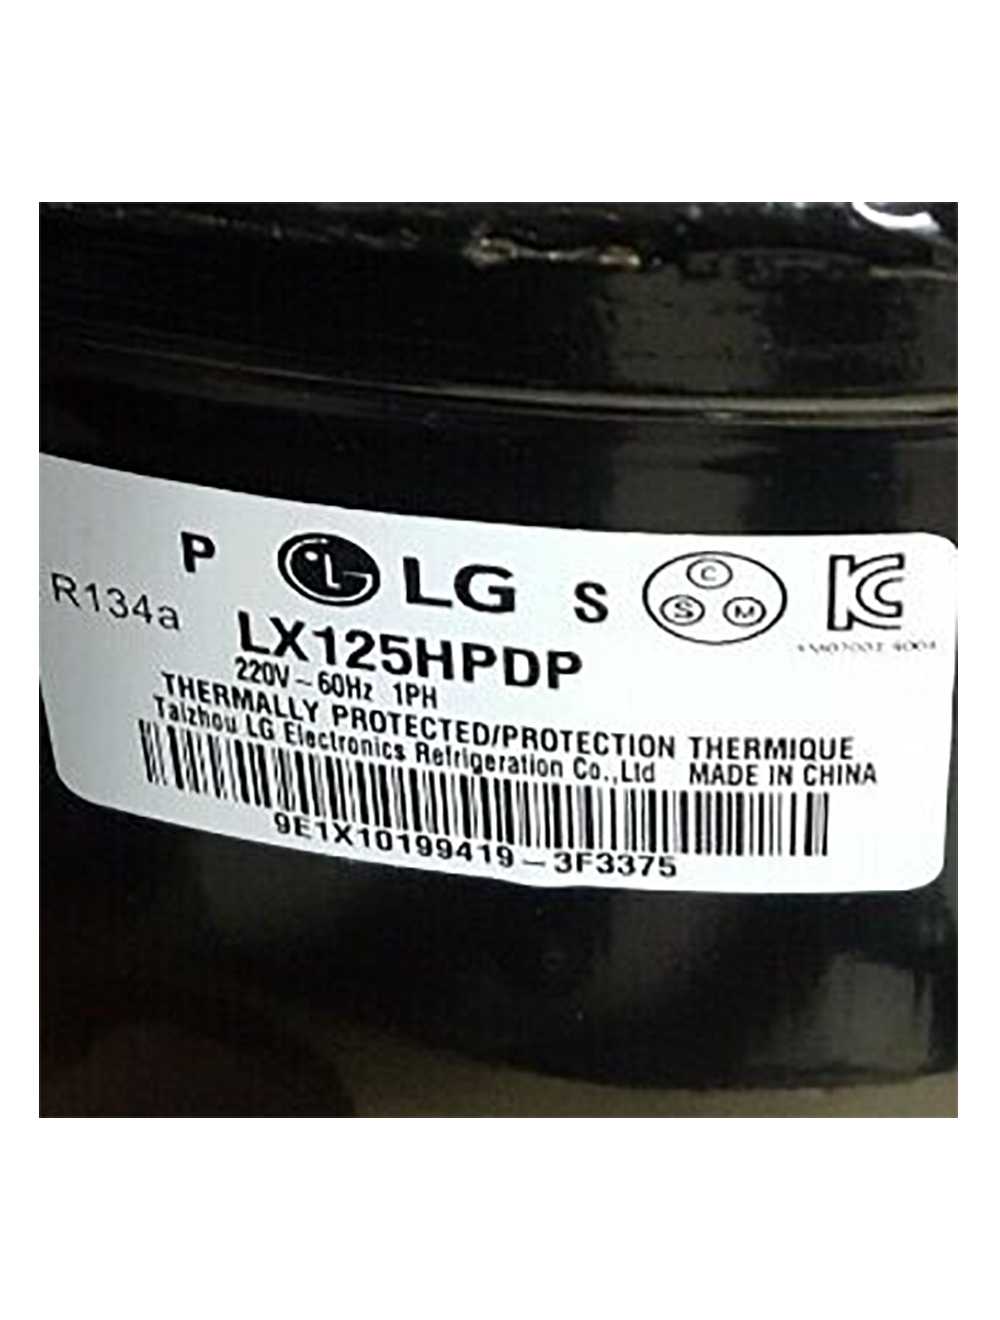 P LG S
R134a
C
S M
LX125HPDP
220V~60Hz 1PH
THERMALLY PROTECTED/PROTECTION THERMIQUE
Taizhou LG Electronics Refrigeration Co.,Ltd MADE IN CHINA
9E1X10199419-3F3375